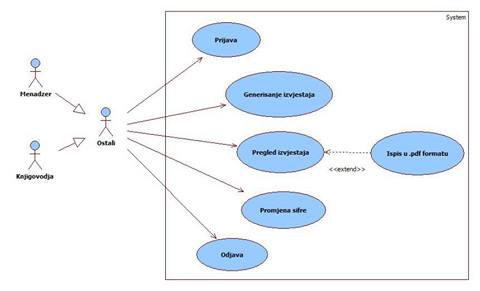 System
Prijava
Menadzer
Generisanje izvjestaja
Ostali
Pregled izvjestaja
Ispis u .pdf formatu
<<extend>>
Knjigovodja
Promjena sifre
Odjava